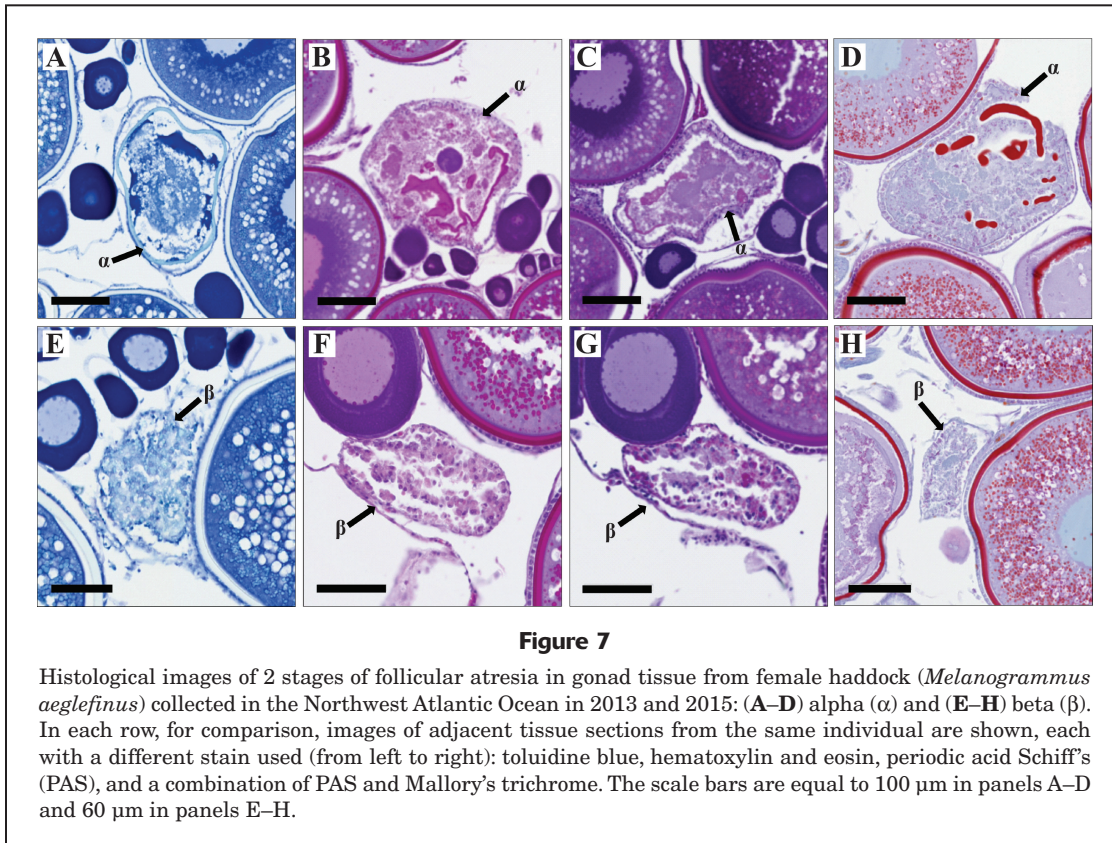 A B C D
α α α α
E F G H
β β β β
Figure 7
Histological images of 2 stages of follicular atresia in gonad tissue from female haddock (Melanogrammus
aeglefinus) collected in the Northwest Atlantic Ocean in 2013 and 2015: (A–D) alpha (α) and (E–H) beta (β).
In each row, for comparison, images of adjacent tissue sections from the same individual are shown, each
with a different stain used (from left to right): toluidine blue, hematoxylin and eosin, periodic acid Schiff's
(PAS), and a combination of PAS and Mallory's trichrome. The scale bars are equal to 100 μm in panels A–D
and 60 μm in panels E–H.